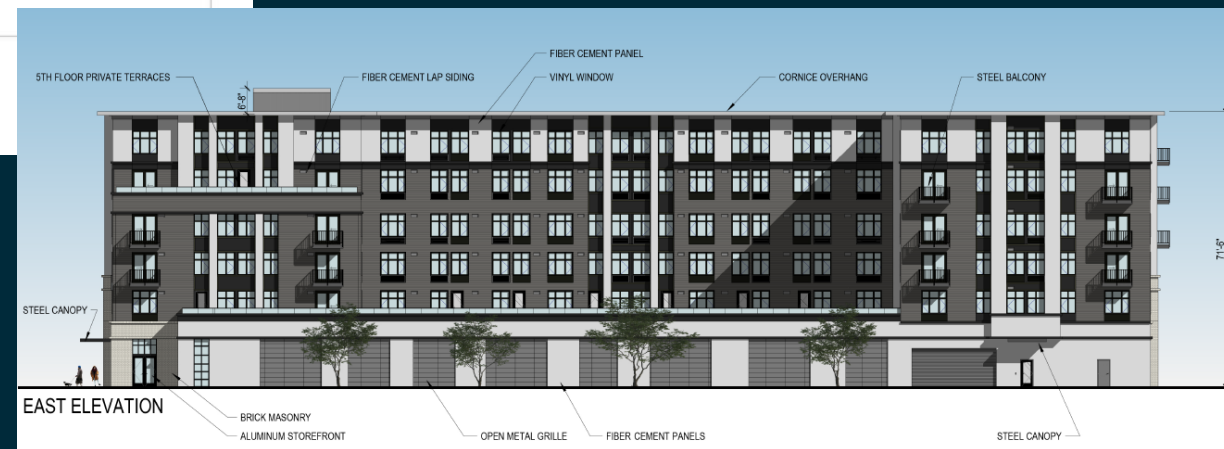 FIBER CEMENT PANEL
5TH FLOOR PRIVATE TERRACES
FIBER CEMENT LAP SIDING
VINYL WINDOW
CORNICE OVERHANG
STEEL BALCONY
6'-8"
71'-6"
STEEL CANOPY
EAST ELEVATION
BRICK MASONRY
ALUMINUM STOREFRONT
OPEN METAL GRILLE
FIBER CEMENT PANELS
STEEL CANOPY